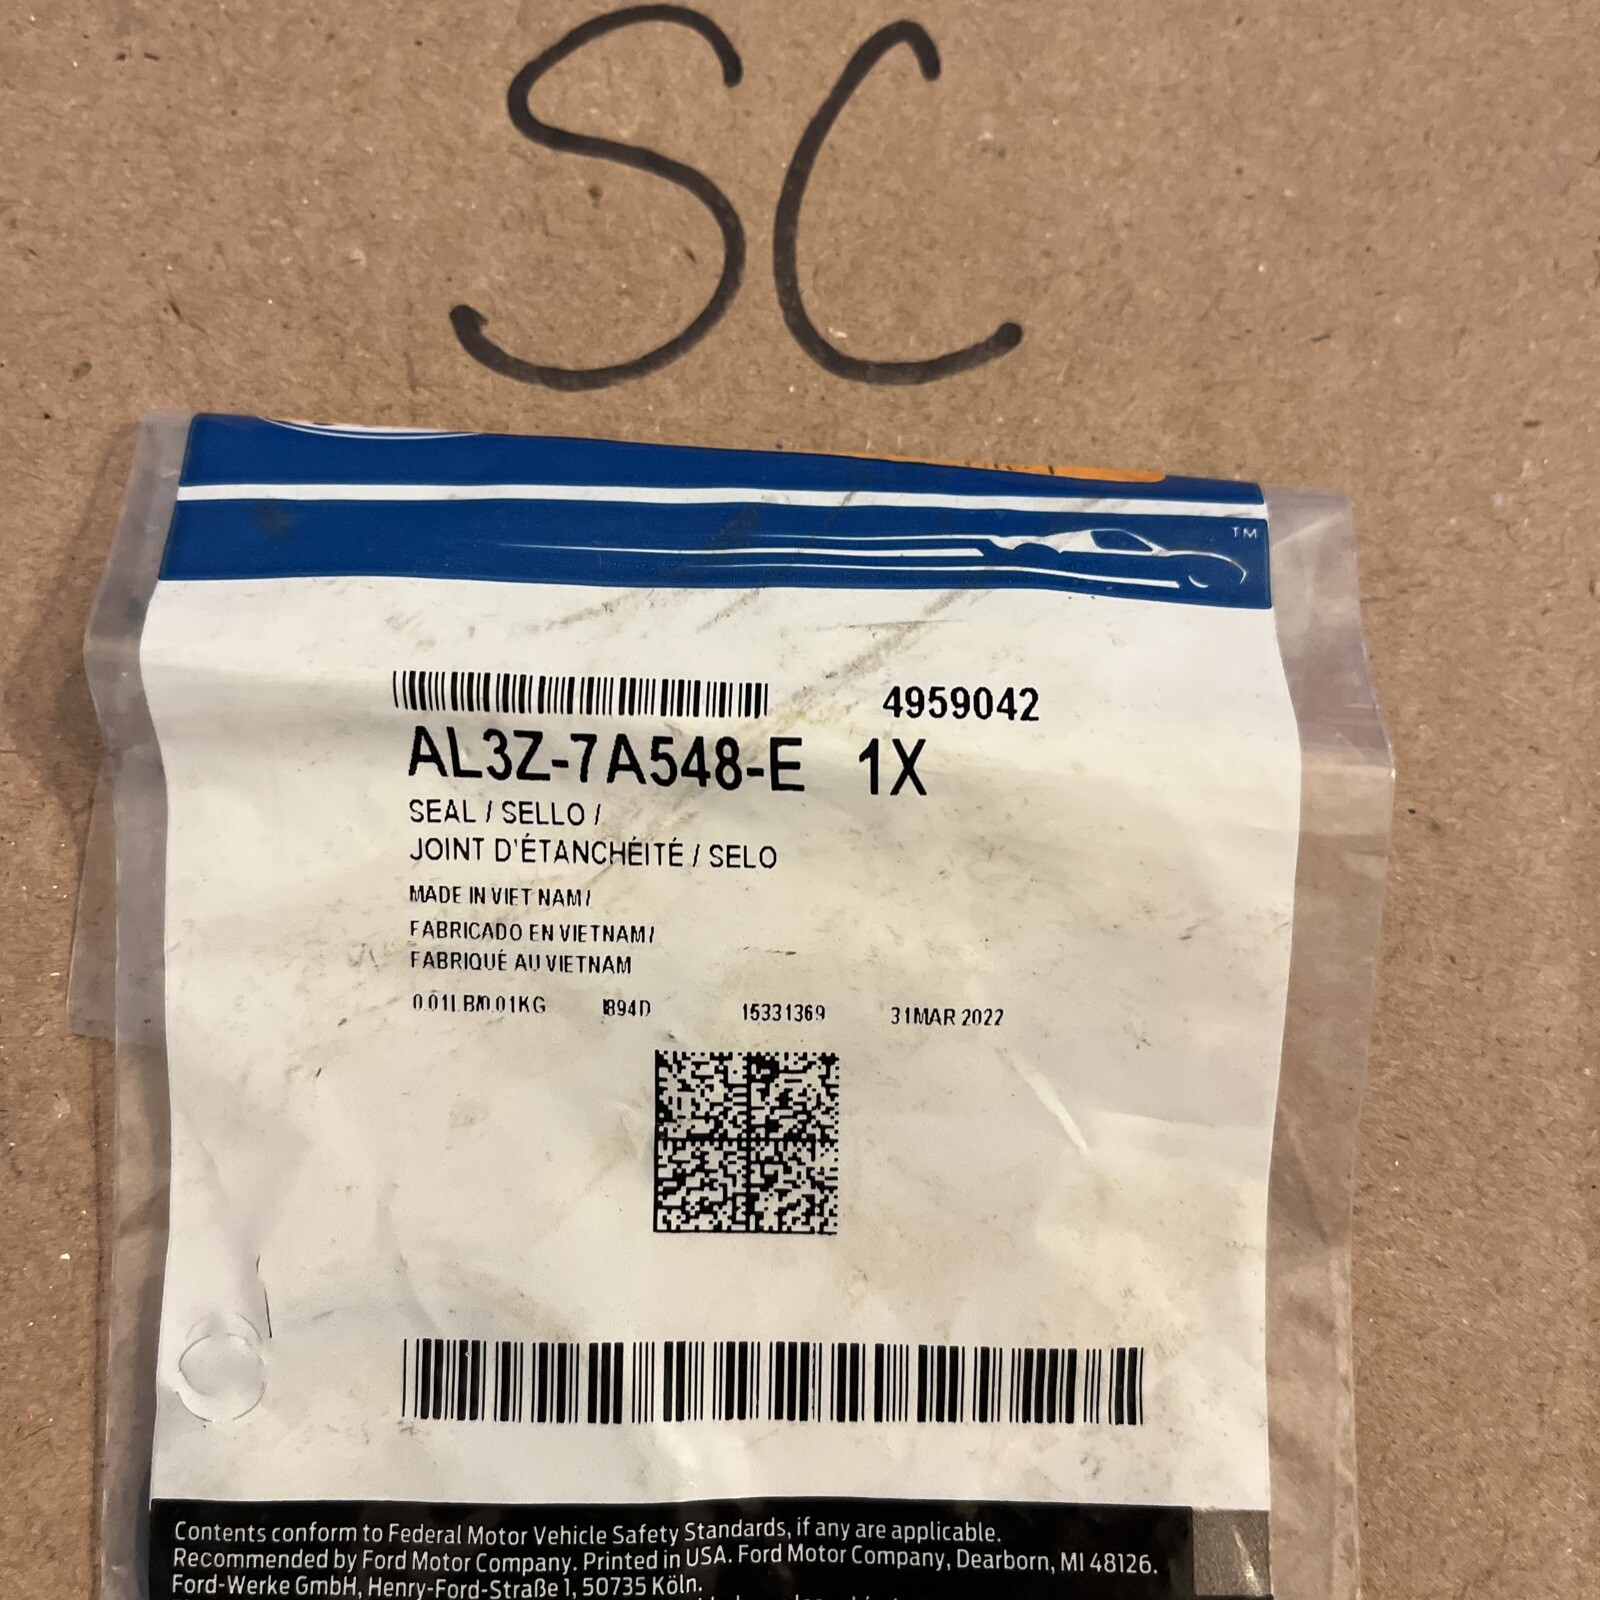 SC
TM
4959042
AL3Z-7A548-E 1X
SEAL / SELLO /
JOINT D'ÉTANCHÉITÉ / SELO
MADE IN VIET NAM /
FABRICADO EN VIETNAM /
FABRIQUÉ AU VIETNAM
0.01LB/0.01KG 894D 15331369 31MAR 2022
Contents conform to Federal Motor Vehicle Safety Standards, if any are applicable.
Recommended by Ford Motor Company. Printed in USA. Ford Motor Company, Dearborn, MI 48126.
Ford-Werke GmbH, Henry-Ford-Straße 1, 50735 Köln.